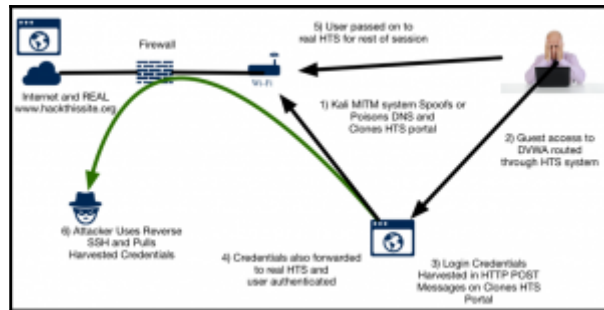 5) User passed on to
real HTS for rest of session
Firewall
Wi-Fi
Internet and REAL
www.hackthissite.org
1) Kali MITM system Spoofs or
Poisons DNS and
Clones HTS portal
2) Guest access to
DVWA routed
through HTS system
6) Attacker Uses Reverse
SSH and Pulls
Harvested Credentials
4) Credentials also forwarded
to real HTS and
user authenticated
3) Login Credentials
Harvested in HTTP POST
Messages on Clones HTS
Portal